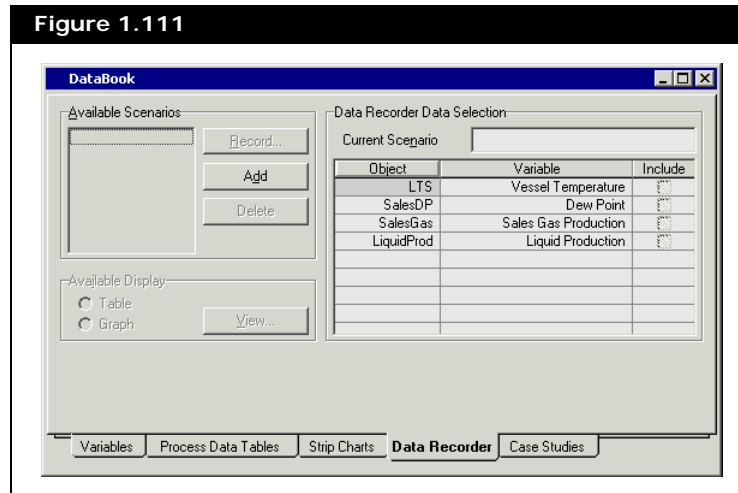 Figure 1.111
DataBook
Available Scenarios
Record...
Add
Delete
Available Display
Table
Graph
View...
Data Recorder Data Selection
Current Scenario
Object Variable Include
LTS Vessel Temperature
SalesDP Dew Point
SalesGas Sales Gas Production
LiquidProd Liquid Production
Variables Process Data Tables Strip Charts Data Recorder Case Studies